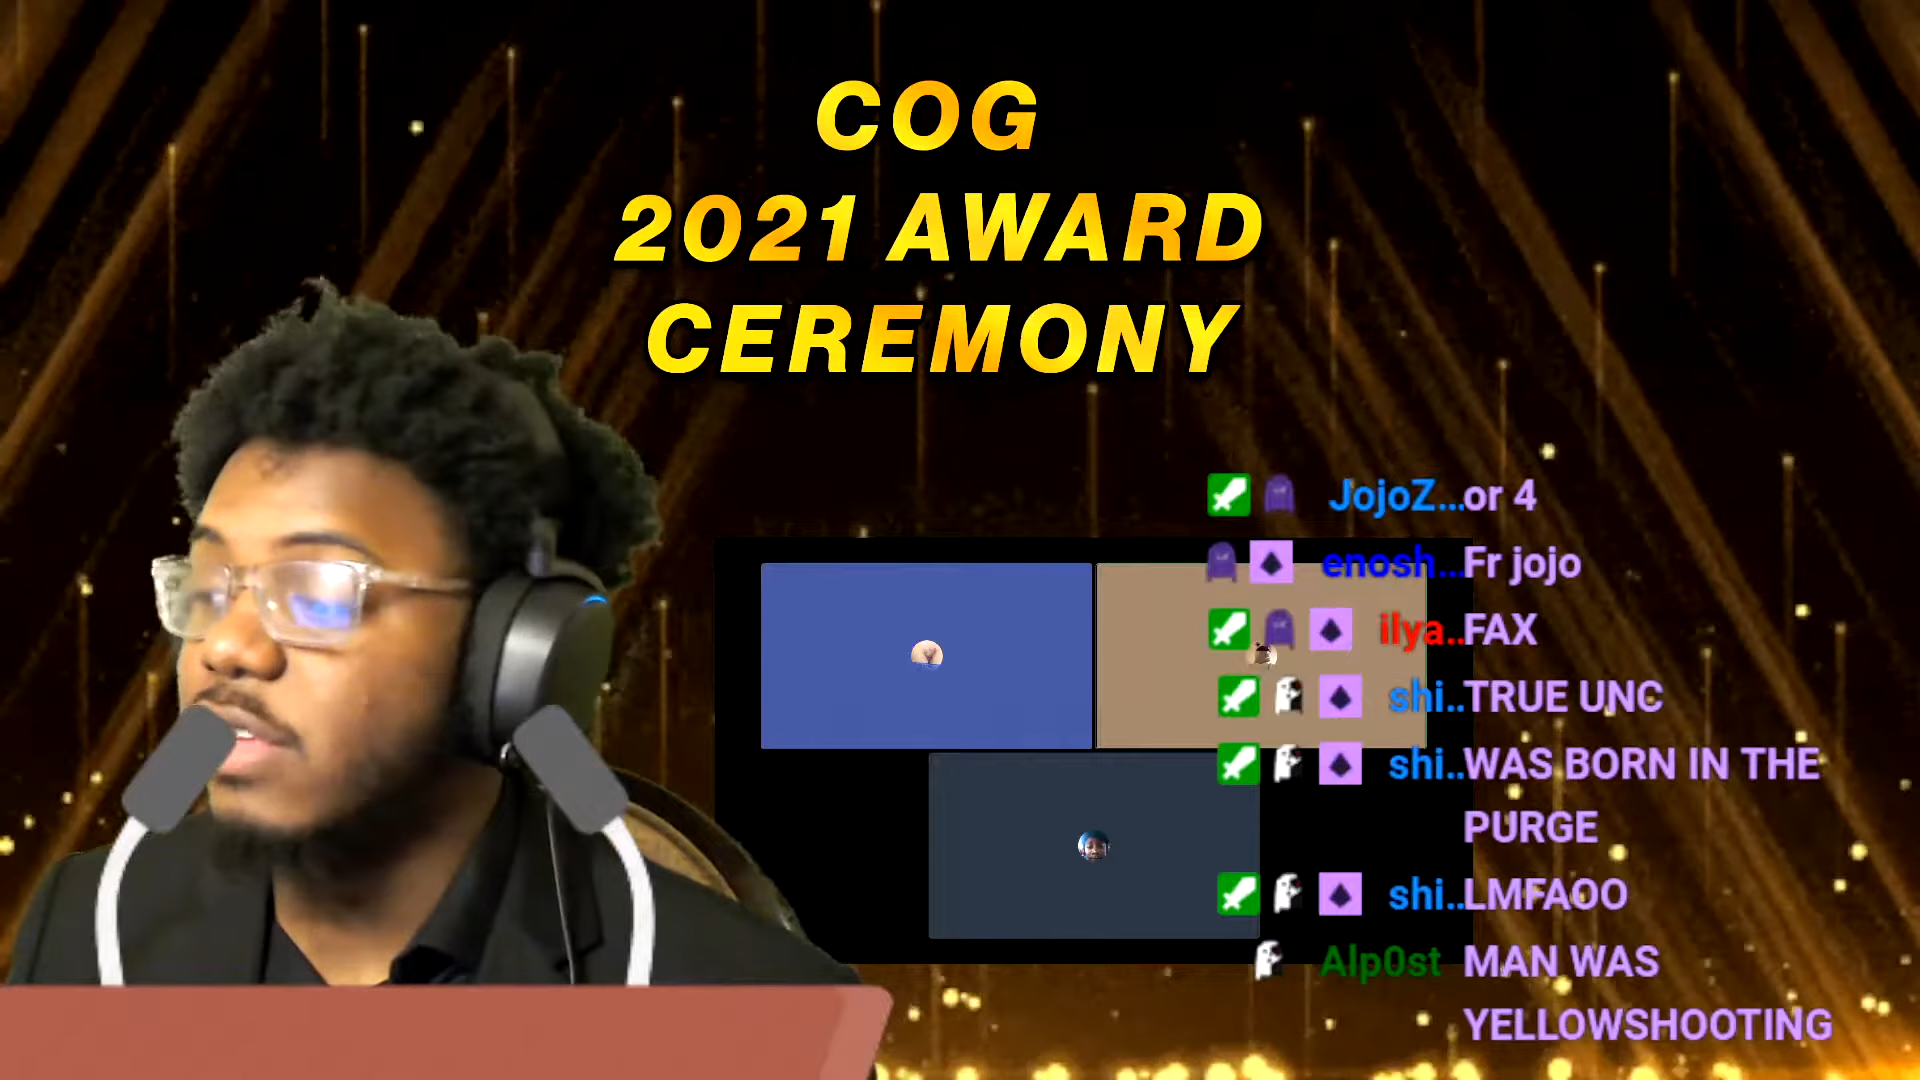 COG
2021 AWARD
CEREMONY
JojoZ...or 4
enosh...Fr jojo
ilya..FAX
shi..TRUE UNC
shi..WAS BORN IN THE
PURGE
shi..LMFAOO
Alp0st MAN WAS
YELLOWSHOOTING